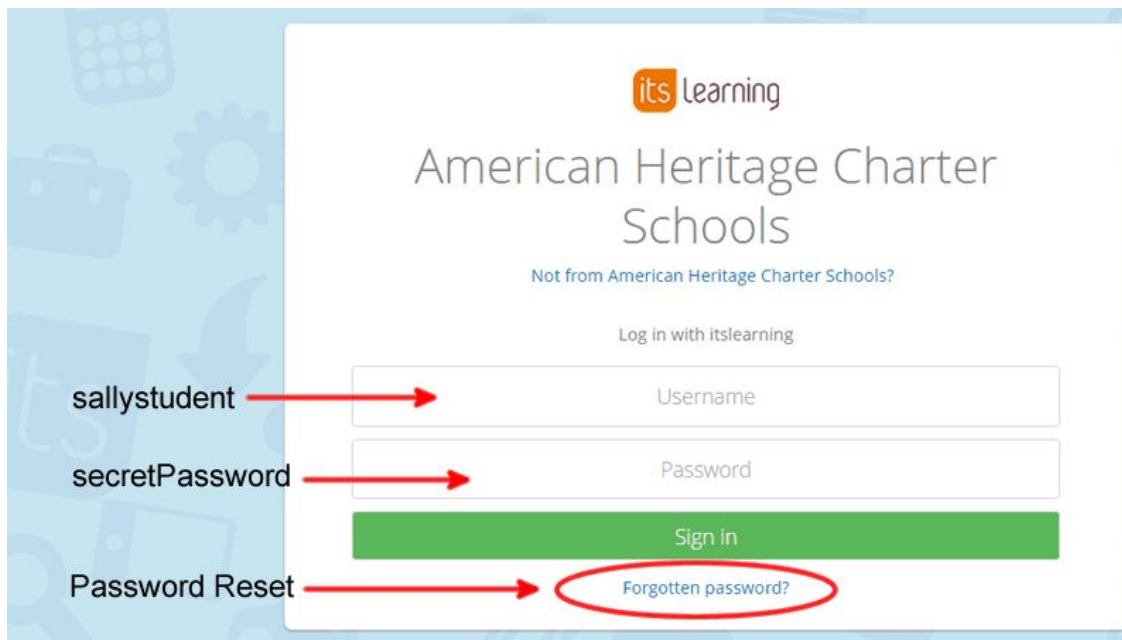 its learning
American Heritage Charter
Schools
Not from American Heritage Charter Schools?
Log in with itslearning
sallystudent
Username
secretPassword
Password
Sign in
Password Reset
Forgotten password?
its